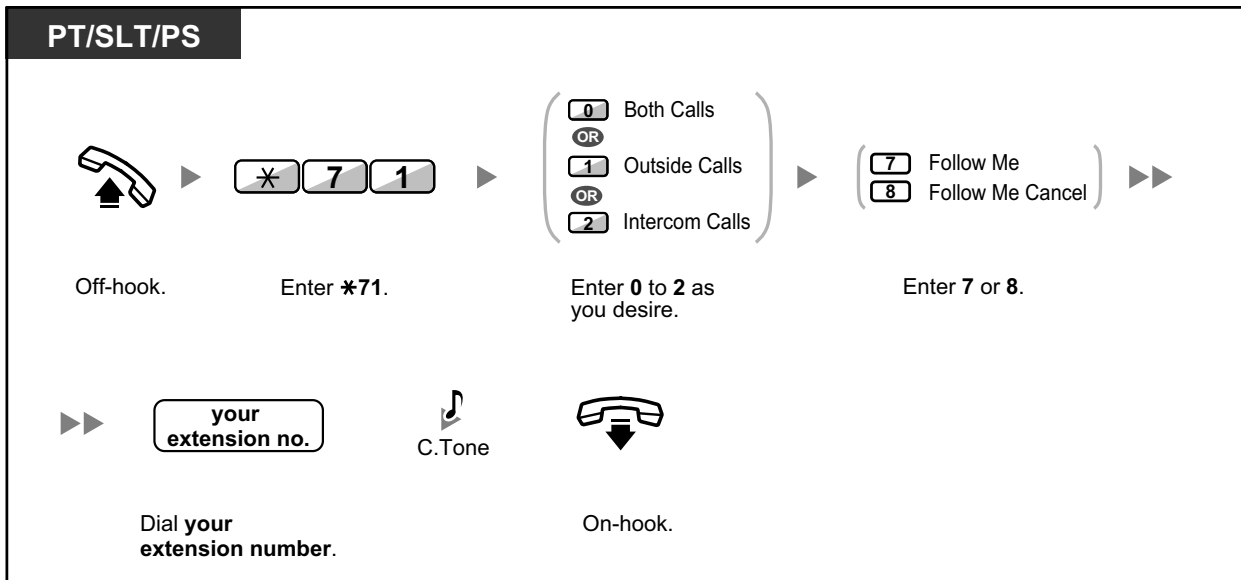 PT/SLT/PS
0 Both Calls
OR
1 Outside Calls
OR
2 Intercom Calls
* 7 1
7 Follow Me
8 Follow Me Cancel
Off-hook.
Enter *71.
Enter 0 to 2 as
you desire.
Enter 7 or 8.
your
extension no.
C.Tone
Dial your
extension number.
On-hook.